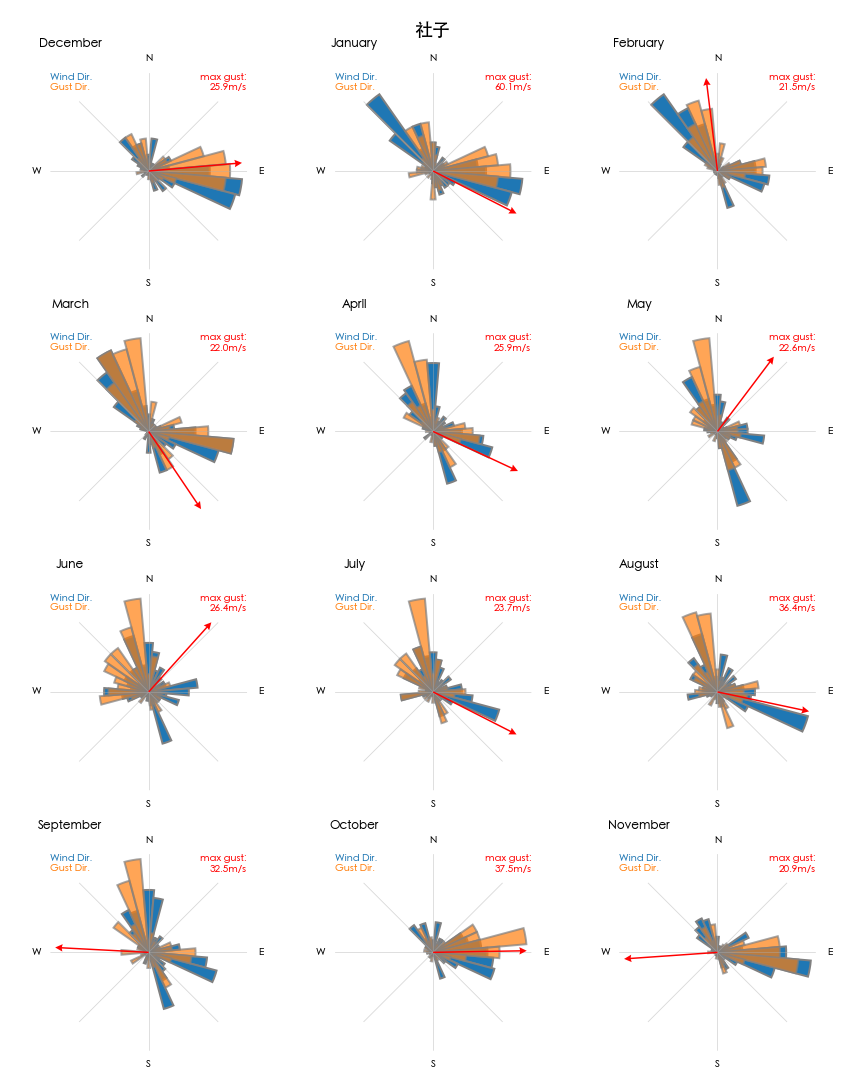 社子
December
January
February
N
N
N
Wind Dir.
Gust Dir.
max gust:
25.9m/s
Wind Dir.
Gust Dir.
max gust:
60.1m/s
Wind Dir.
Gust Dir.
max gust:
21.5m/s
W
E
W
E
W
E
S
S
S
March
April
May
N
N
N
Wind Dir.
Gust Dir.
max gust:
22.0m/s
Wind Dir.
Gust Dir.
max gust:
25.9m/s
Wind Dir.
Gust Dir.
max gust:
22.6m/s
W
E
W
E
W
E
S
S
S
June
July
August
N
N
N
Wind Dir.
Gust Dir.
max gust:
26.4m/s
Wind Dir.
Gust Dir.
max gust:
23.7m/s
Wind Dir.
Gust Dir.
max gust:
36.4m/s
W
E
W
E
W
E
S
S
S
September
October
November
N
N
N
Wind Dir.
Gust Dir.
max gust:
32.5m/s
Wind Dir.
Gust Dir.
max gust:
37.5m/s
Wind Dir.
Gust Dir.
max gust:
20.9m/s
W
E
W
E
W
E
S
S
S